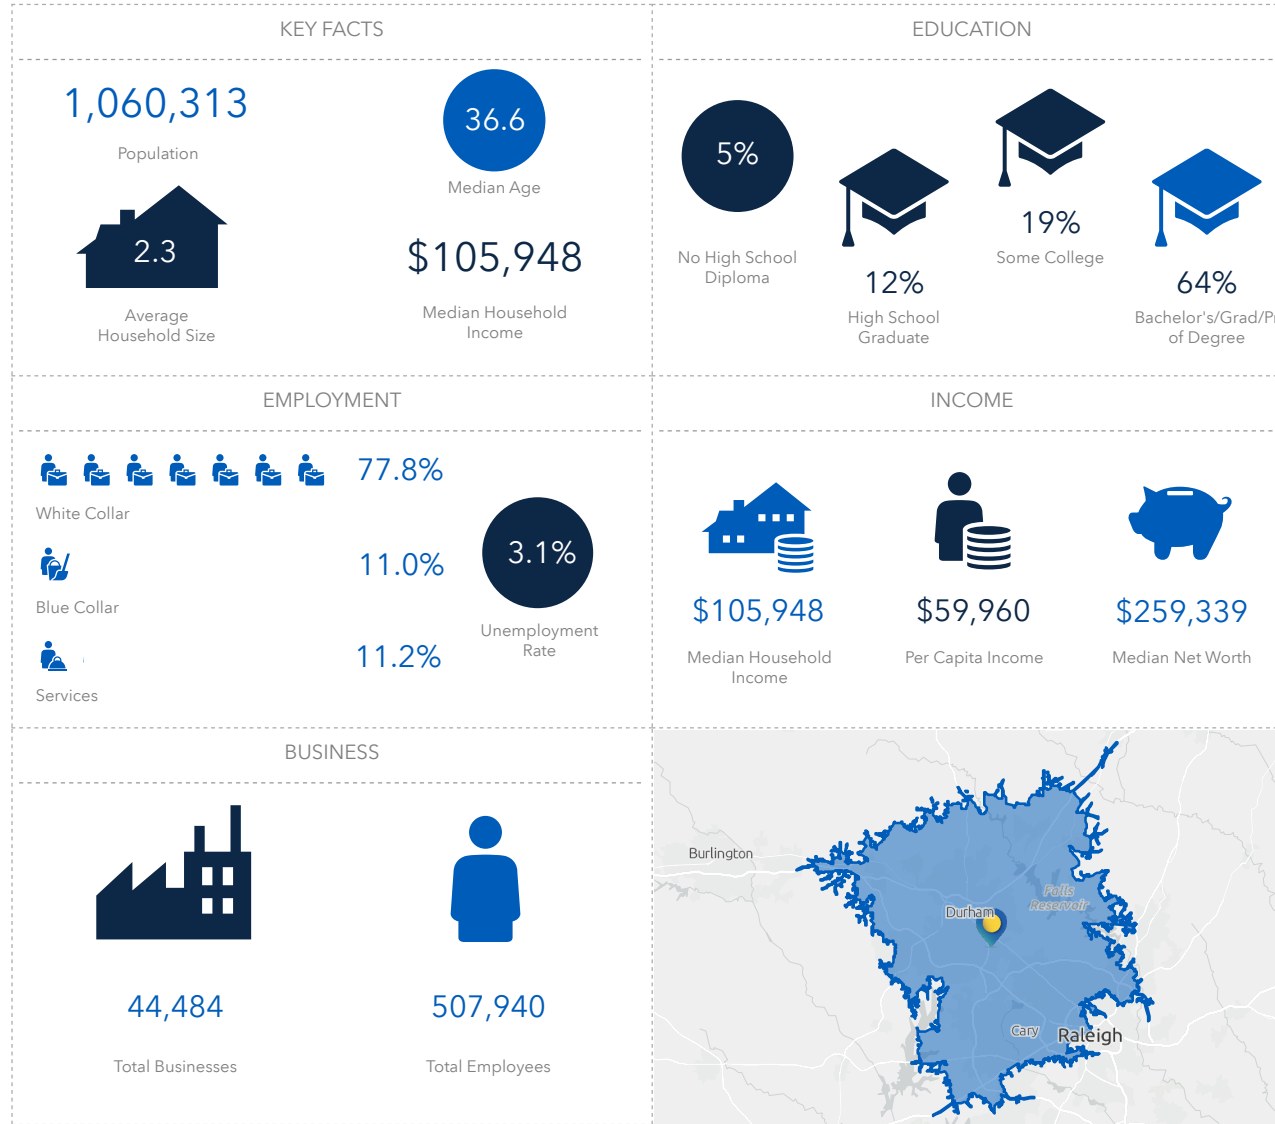 KEY FACTS
1,060,313
Population
36.6
Median Age
2.3
Average
Household Size
$105,948
Median Household
Income
EDUCATION
5%
No High School
Diploma
12%
High School
Graduate
19%
Some College
64%
Bachelor's/Grad/Pr
of Degree
EMPLOYMENT
77.8%
White Collar
11.0%
Blue Collar
11.2%
Services
3.1%
Unemployment
Rate
INCOME
$105,948
Median Household
Income
$59,960
Per Capita Income
$259,339
Median Net Worth
BUSINESS
44,484
Total Businesses
507,940
Total Employees
Burlington
Durham
Falls
Reservoir
Cary
Raleigh